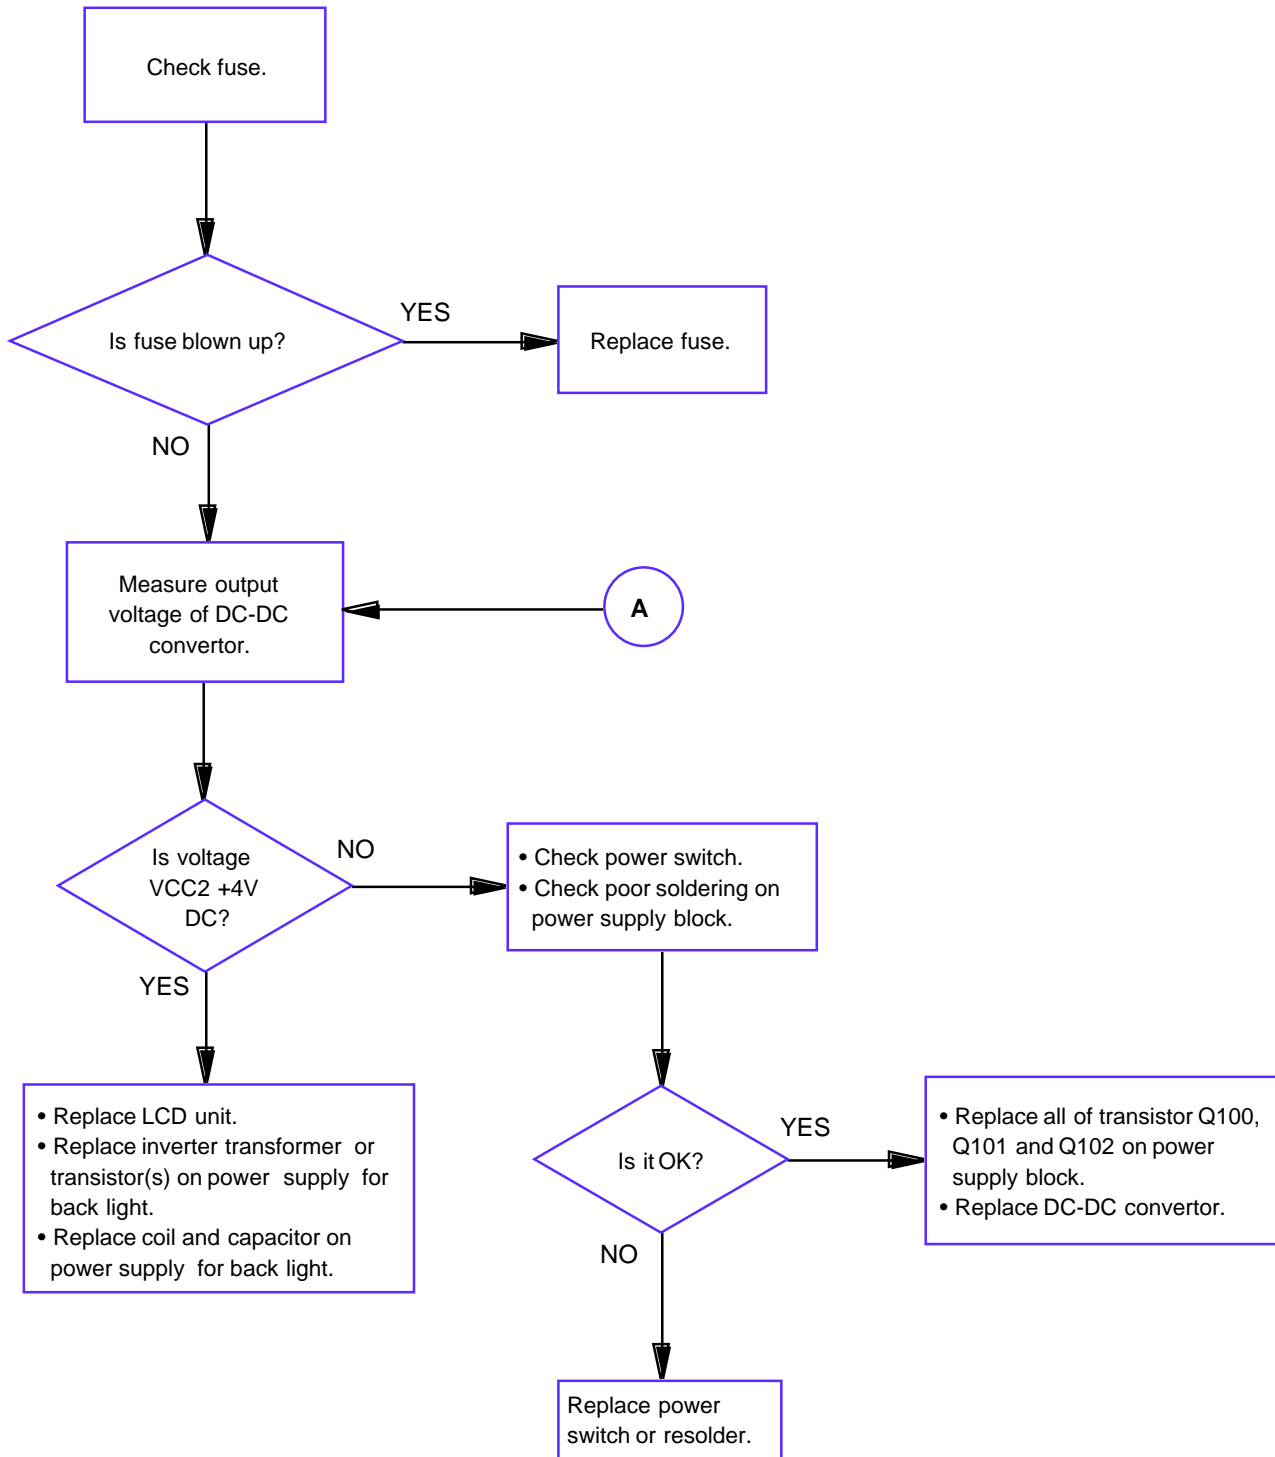 Check fuse.
Is fuse blown up?
YES
Replace fuse.
NO
Measure output
voltage of DC-DC
convertor.
A
Is voltage
VCC2 +4V
DC?
NO
• Check power switch.
• Check poor soldering on
power supply block.
YES
• Replace LCD unit.
• Replace inverter transformer or
transistor(s) on power supply for
back light.
• Replace coil and capacitor on
power supply for back light.
Is it OK?
YES
• Replace all of transistor Q100,
Q101 and Q102 on power
supply block.
• Replace DC-DC convertor.
NO
Replace power
switch or resolder.